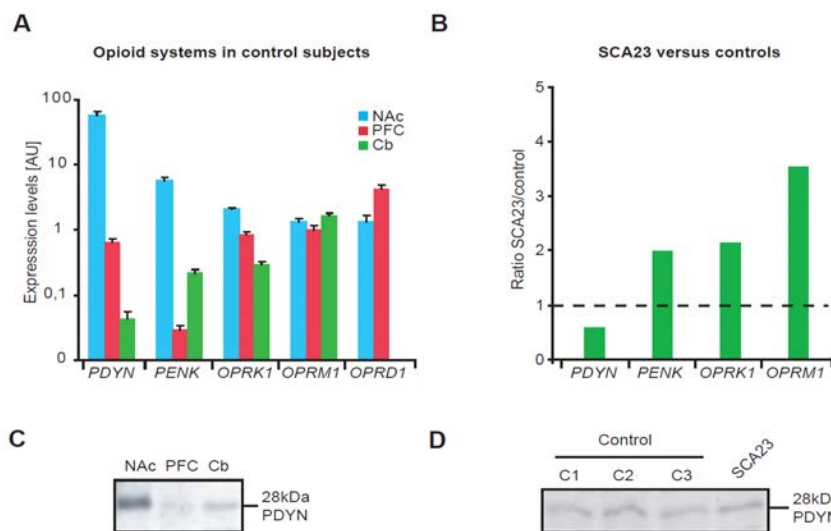 A
Opioid systems in control subjects
Expresssion levels [AU]
100
10
1
0,1
0
NAc
PFC
Cb
PDYN PENK OPRK1 OPRM1 OPRD1
B
SCA23 versus controls
Ratio SCA23/control
5
4
3
2
1
0
PDYN PENK OPRK1 OPRM1
C
NAc PFC Cb
28kDa
PDYN
D
Control
SCA23
C1 C2 C3
28kD
PDYN